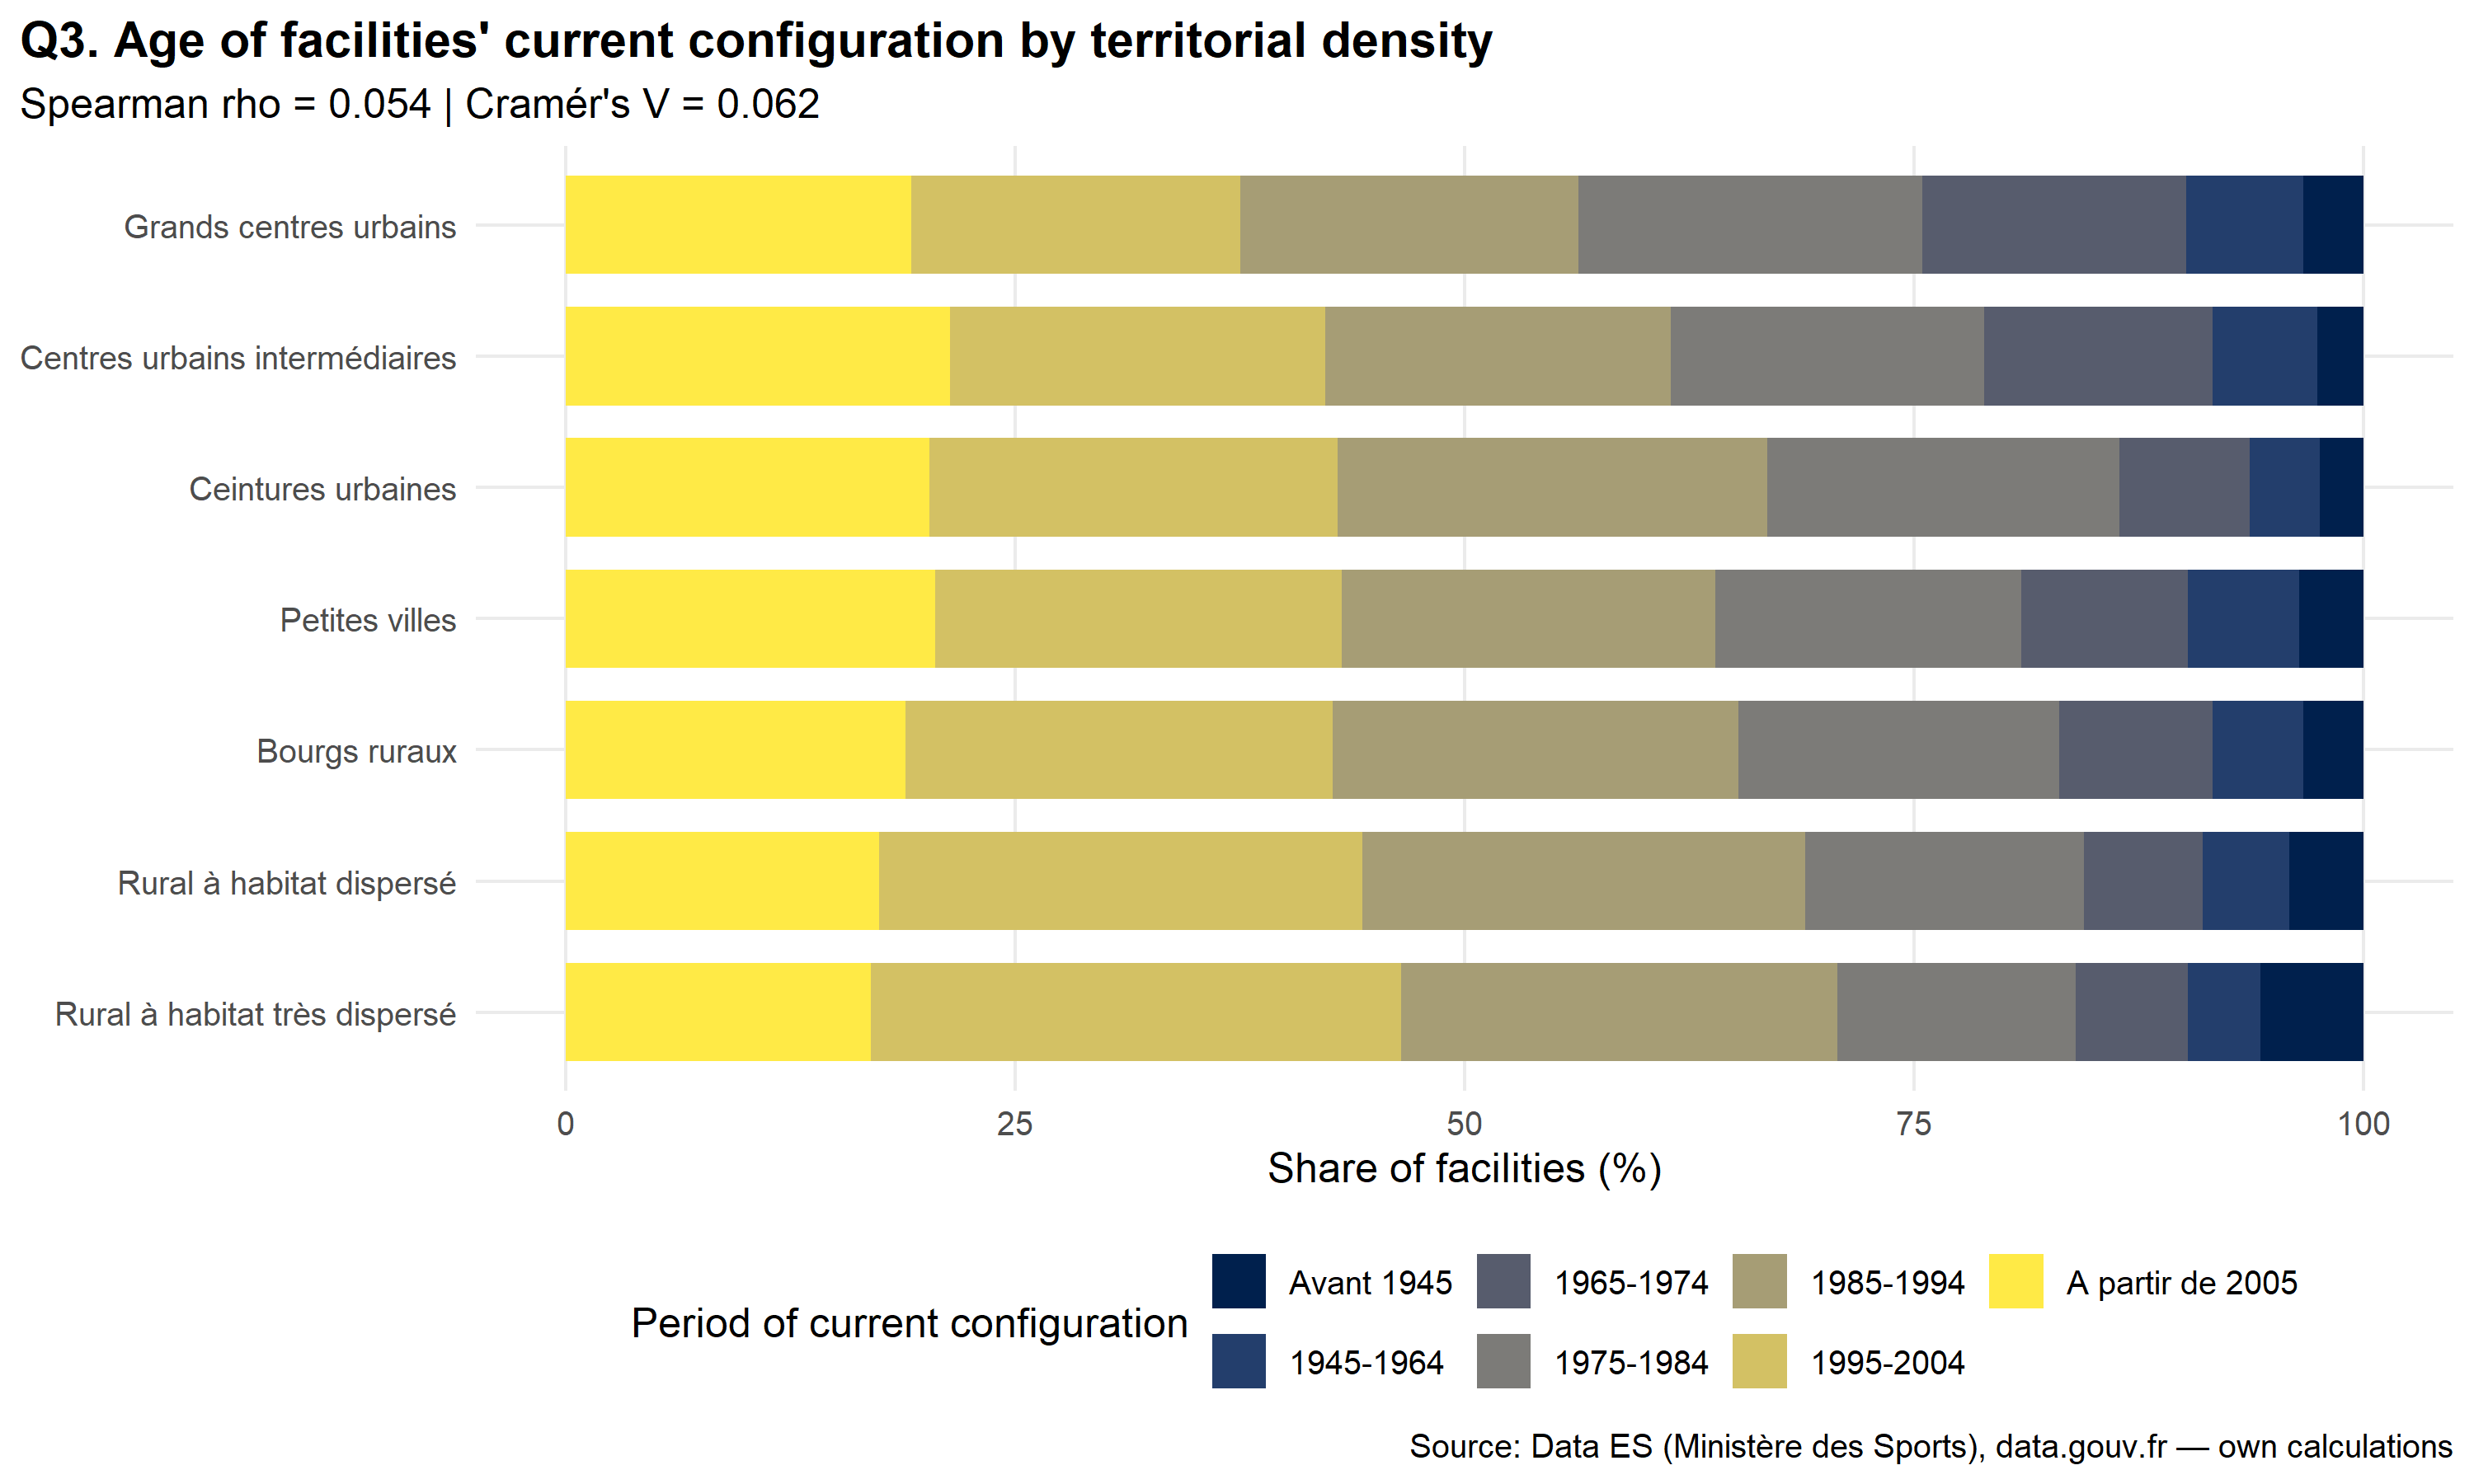 Q3. Age of facilities' current configuration by territorial density
Spearman rho = 0.054 | Cramér's V = 0.062
Grands centres urbains
Centres urbains intermédiaires
Ceintures urbaines
Petites villes
Bourgs ruraux
Rural à habitat dispersé
Rural à habitat très dispersé
0 25 50 75 100
Share of facilities (%)
Period of current configuration
Avant 1945 1965-1974 1985-1994 A partir de 2005
1945-1964 1975-1984 1995-2004
Source: Data ES (Ministère des Sports), data.gouv.fr — own calculations